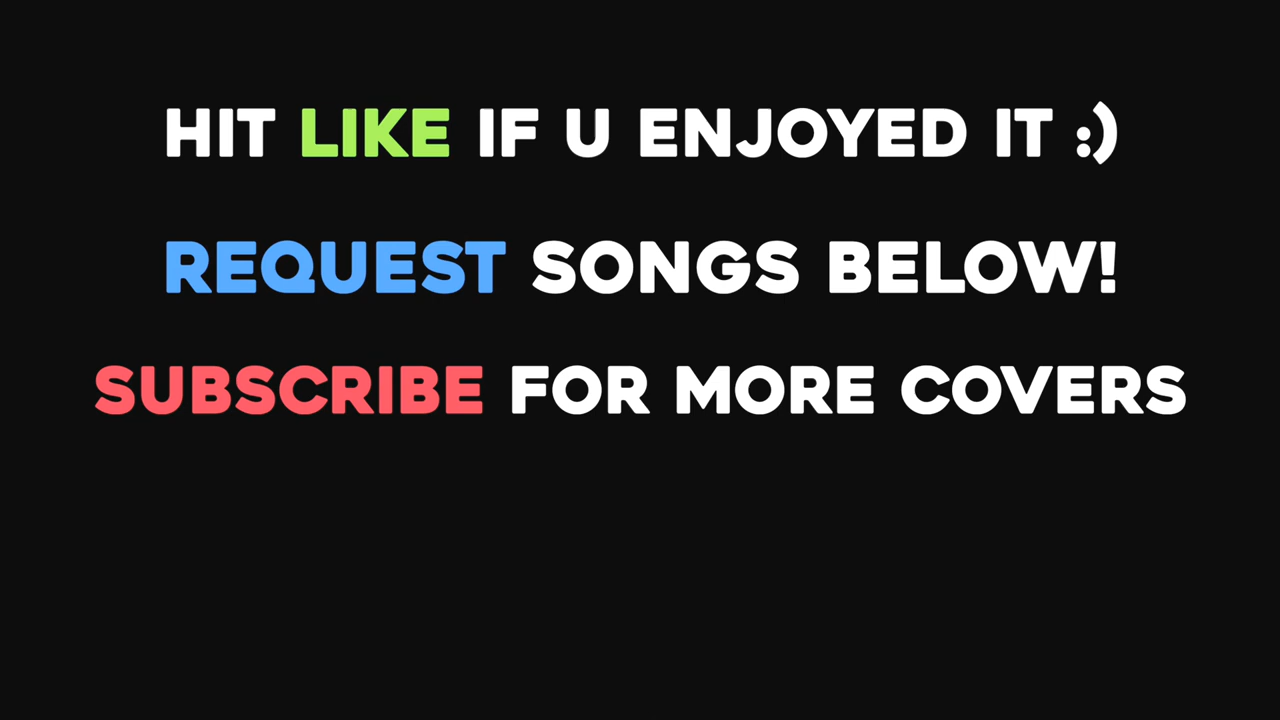 HIT LIKE IF U ENJOYED IT :)
REQUEST SONGS BELOW!
SUBSCRIBE FOR MORE COVERS